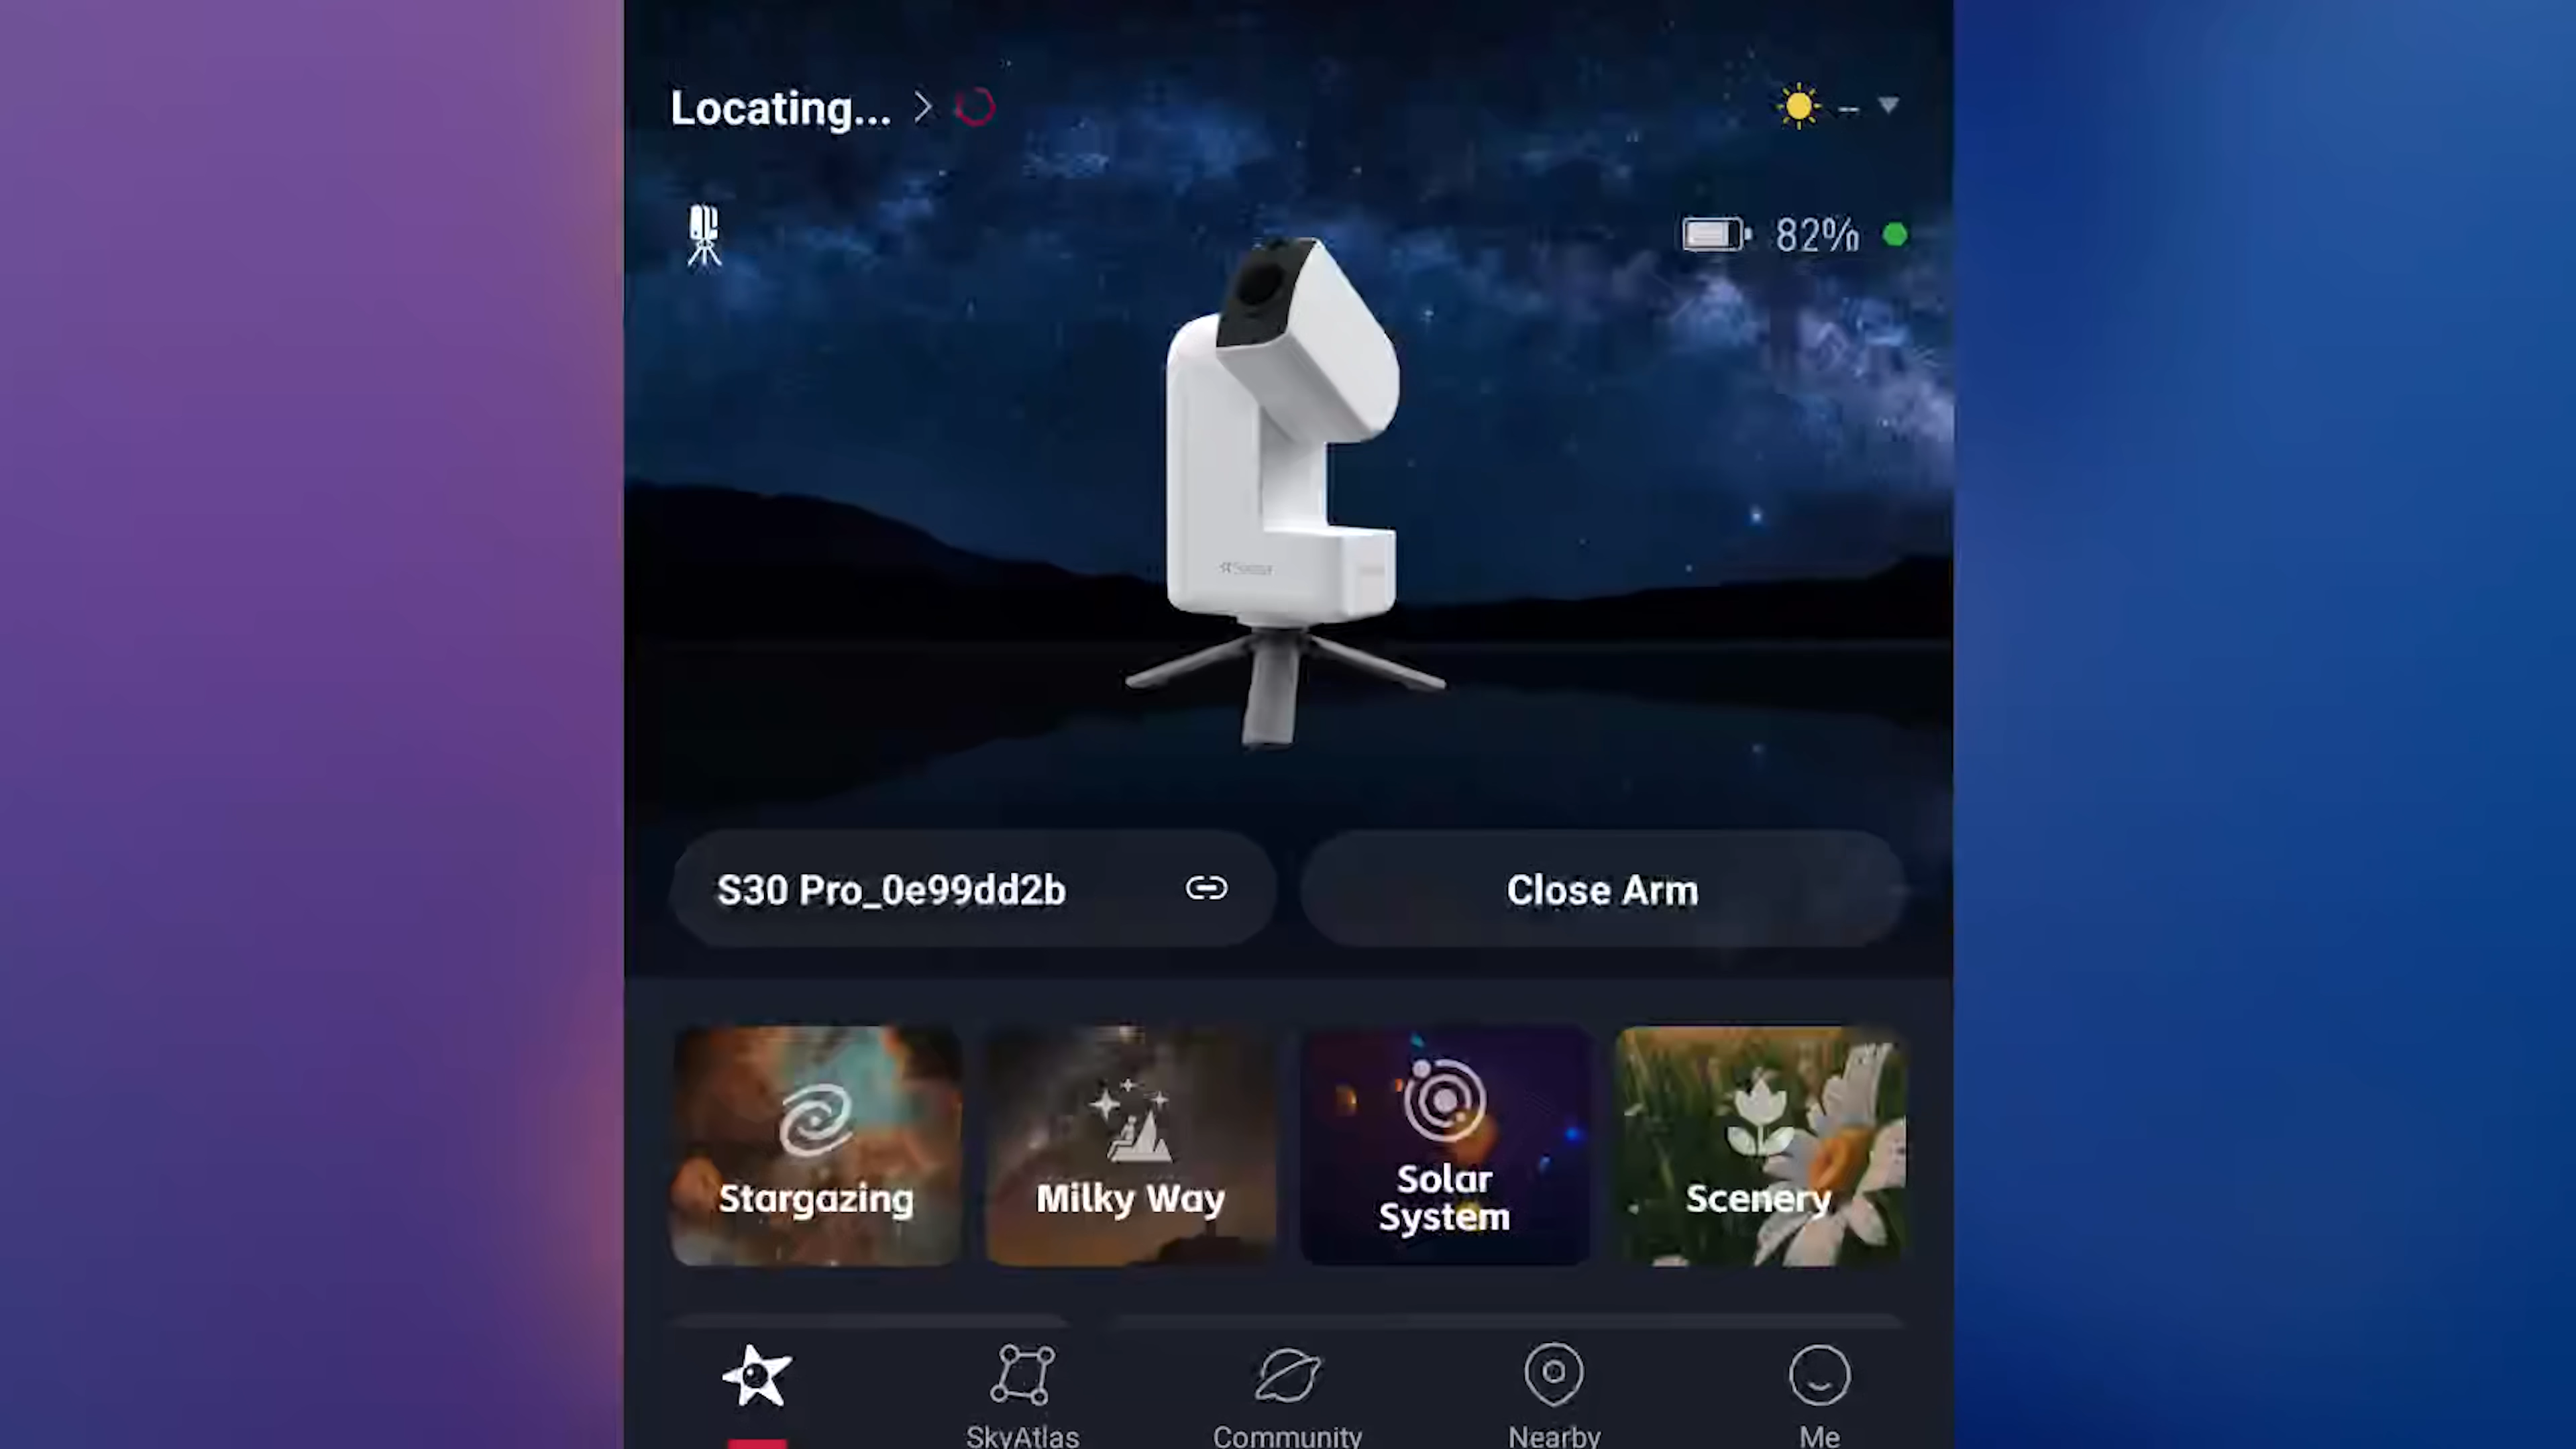 Locating...
82%
S30 Pro_0e99dd2b
Close Arm
Stargazing
Milky Way
Solar
System
Scenery
SkyAtlas
Community
Nearby
Me